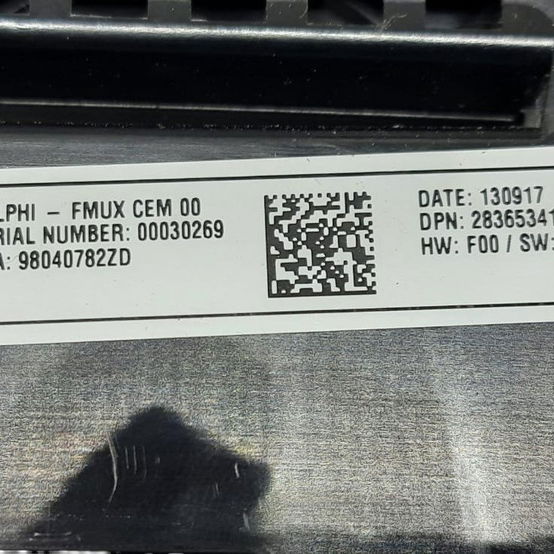 LPHI – FMUX CEM 00
RIAL NUMBER: 00030269
A: 98040782ZD
DATE: 130917
DPN: 28365341
HW: F00 / SW: